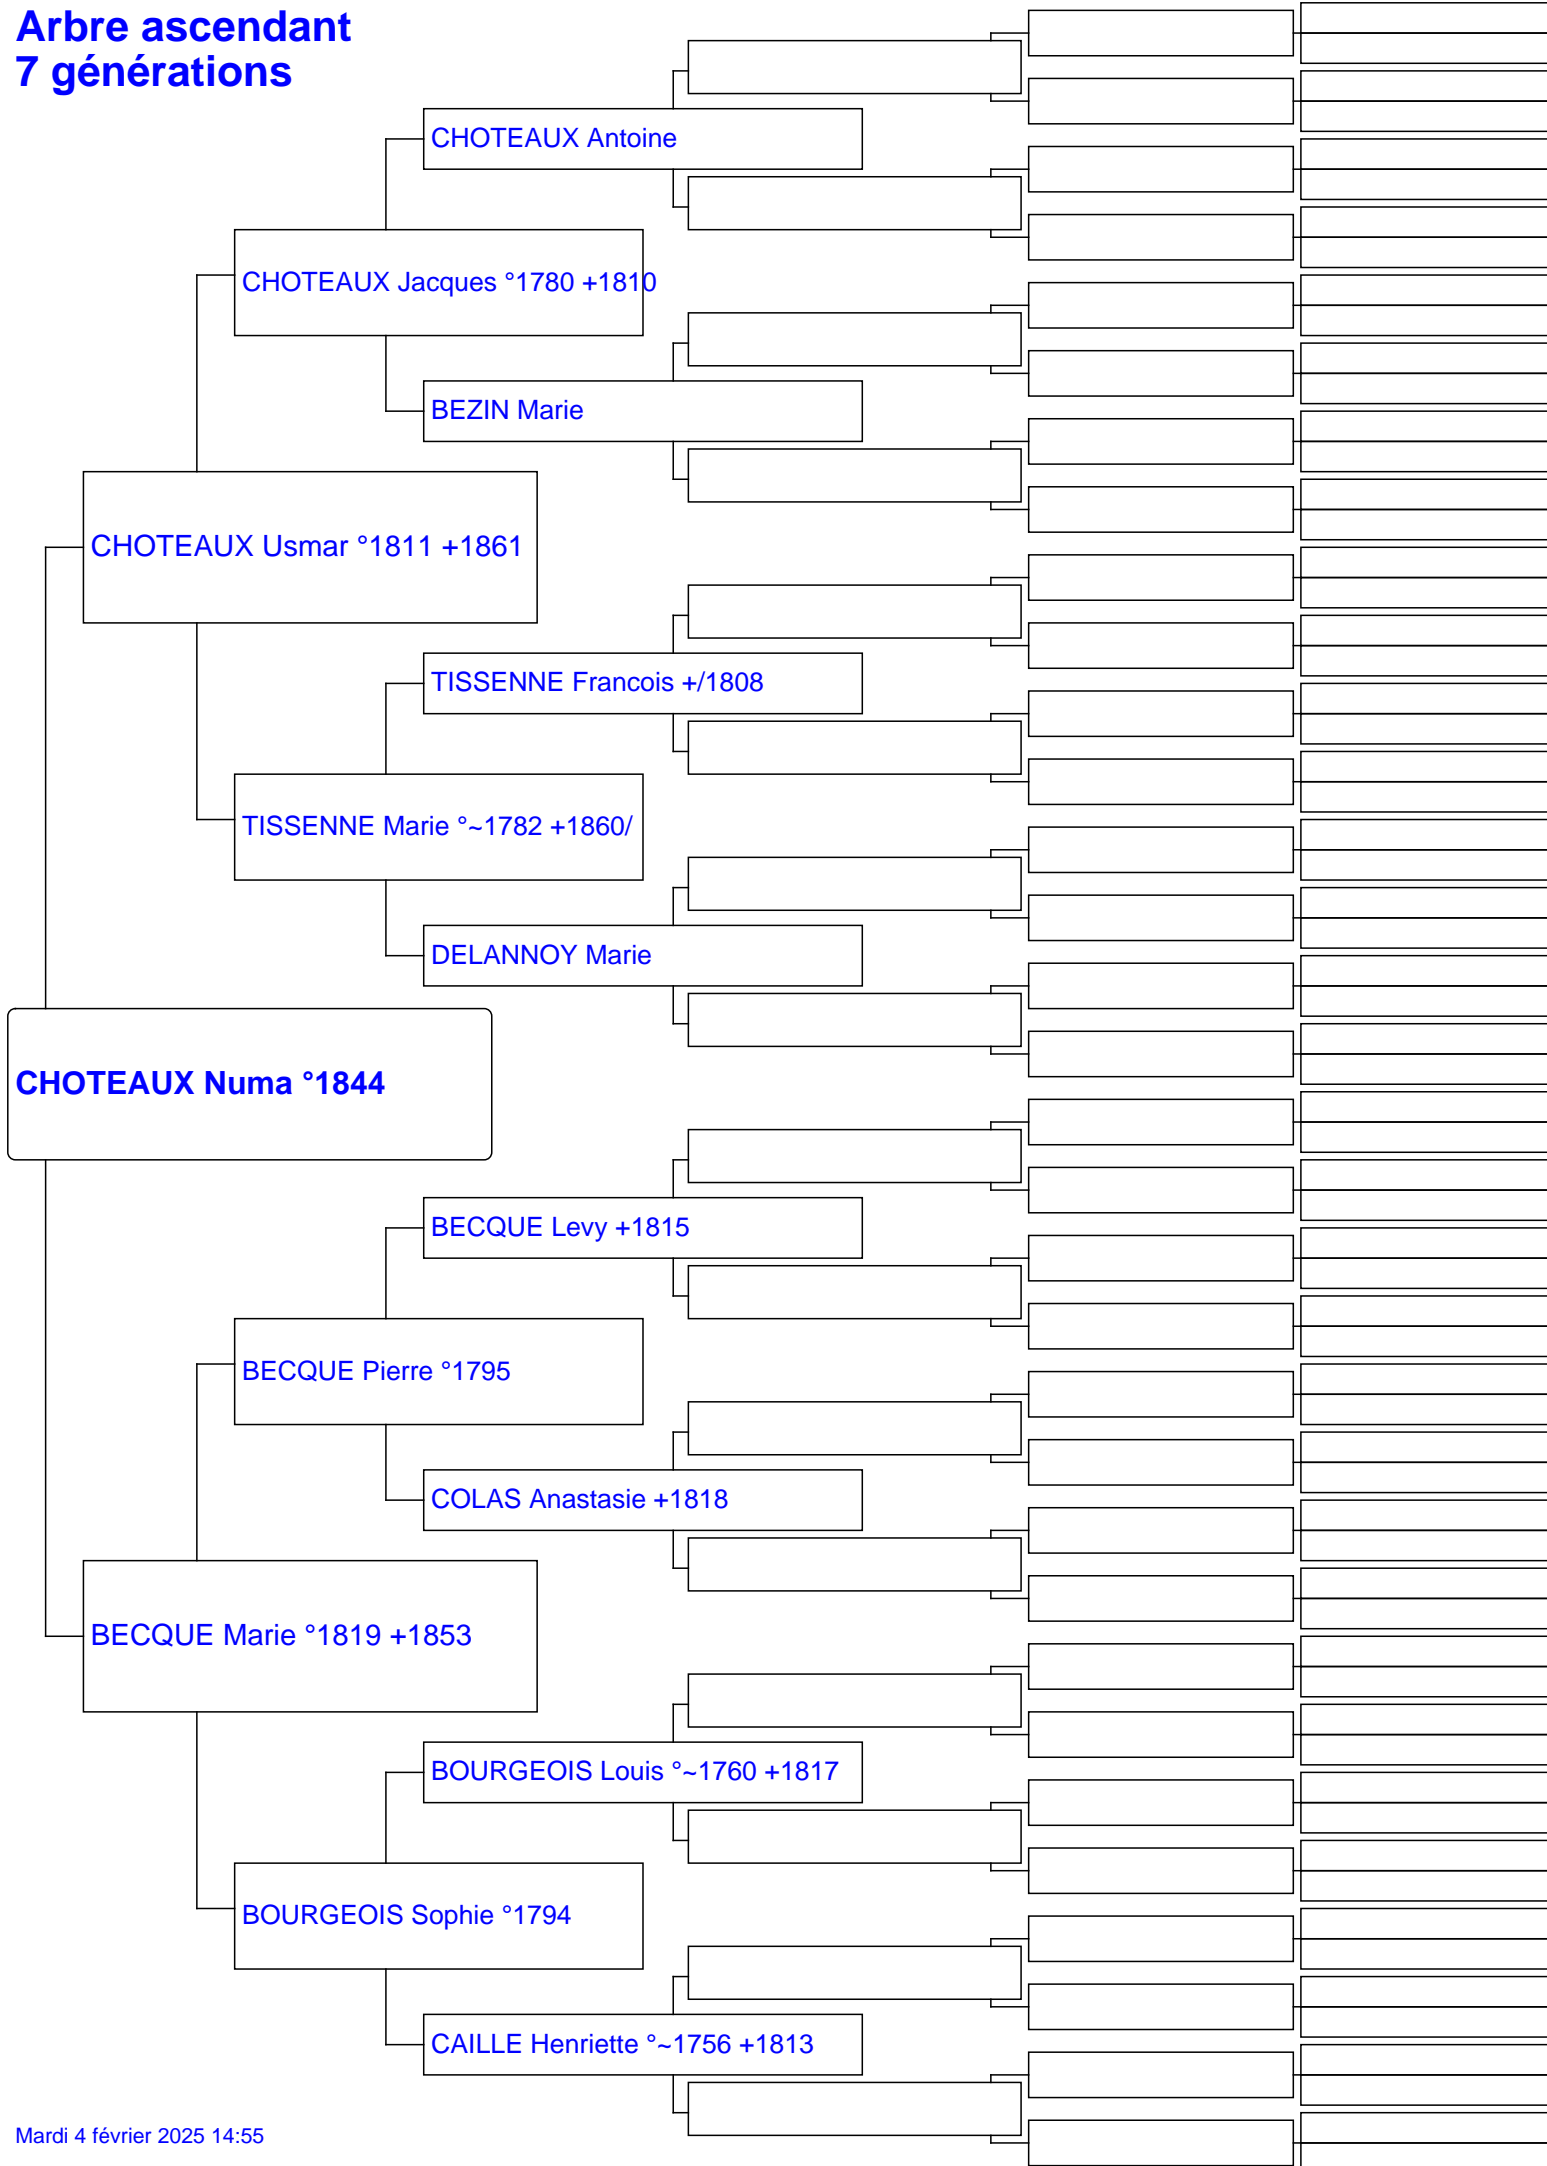 Arbre ascendant
7 générations
CHOTEAUX Antoine
CHOTEAUX Jacques °1780 +1810
BEZIN Marie
CHOTEAUX Usmar °1811 +1861
TISSENNE Francois +/1808
TISSENNE Marie °~1782 +1860/
DELANNOY Marie
CHOTEAUX Numa °1844
BECQUE Levy +1815
BECQUE Pierre °1795
COLAS Anastasie +1818
BECQUE Marie °1819 +1853
BOURGEOIS Louis °~1760 +1817
BOURGEOIS Sophie °1794
CAILLE Henriette °~1756 +1813
Mardi 4 février 2025 14:55